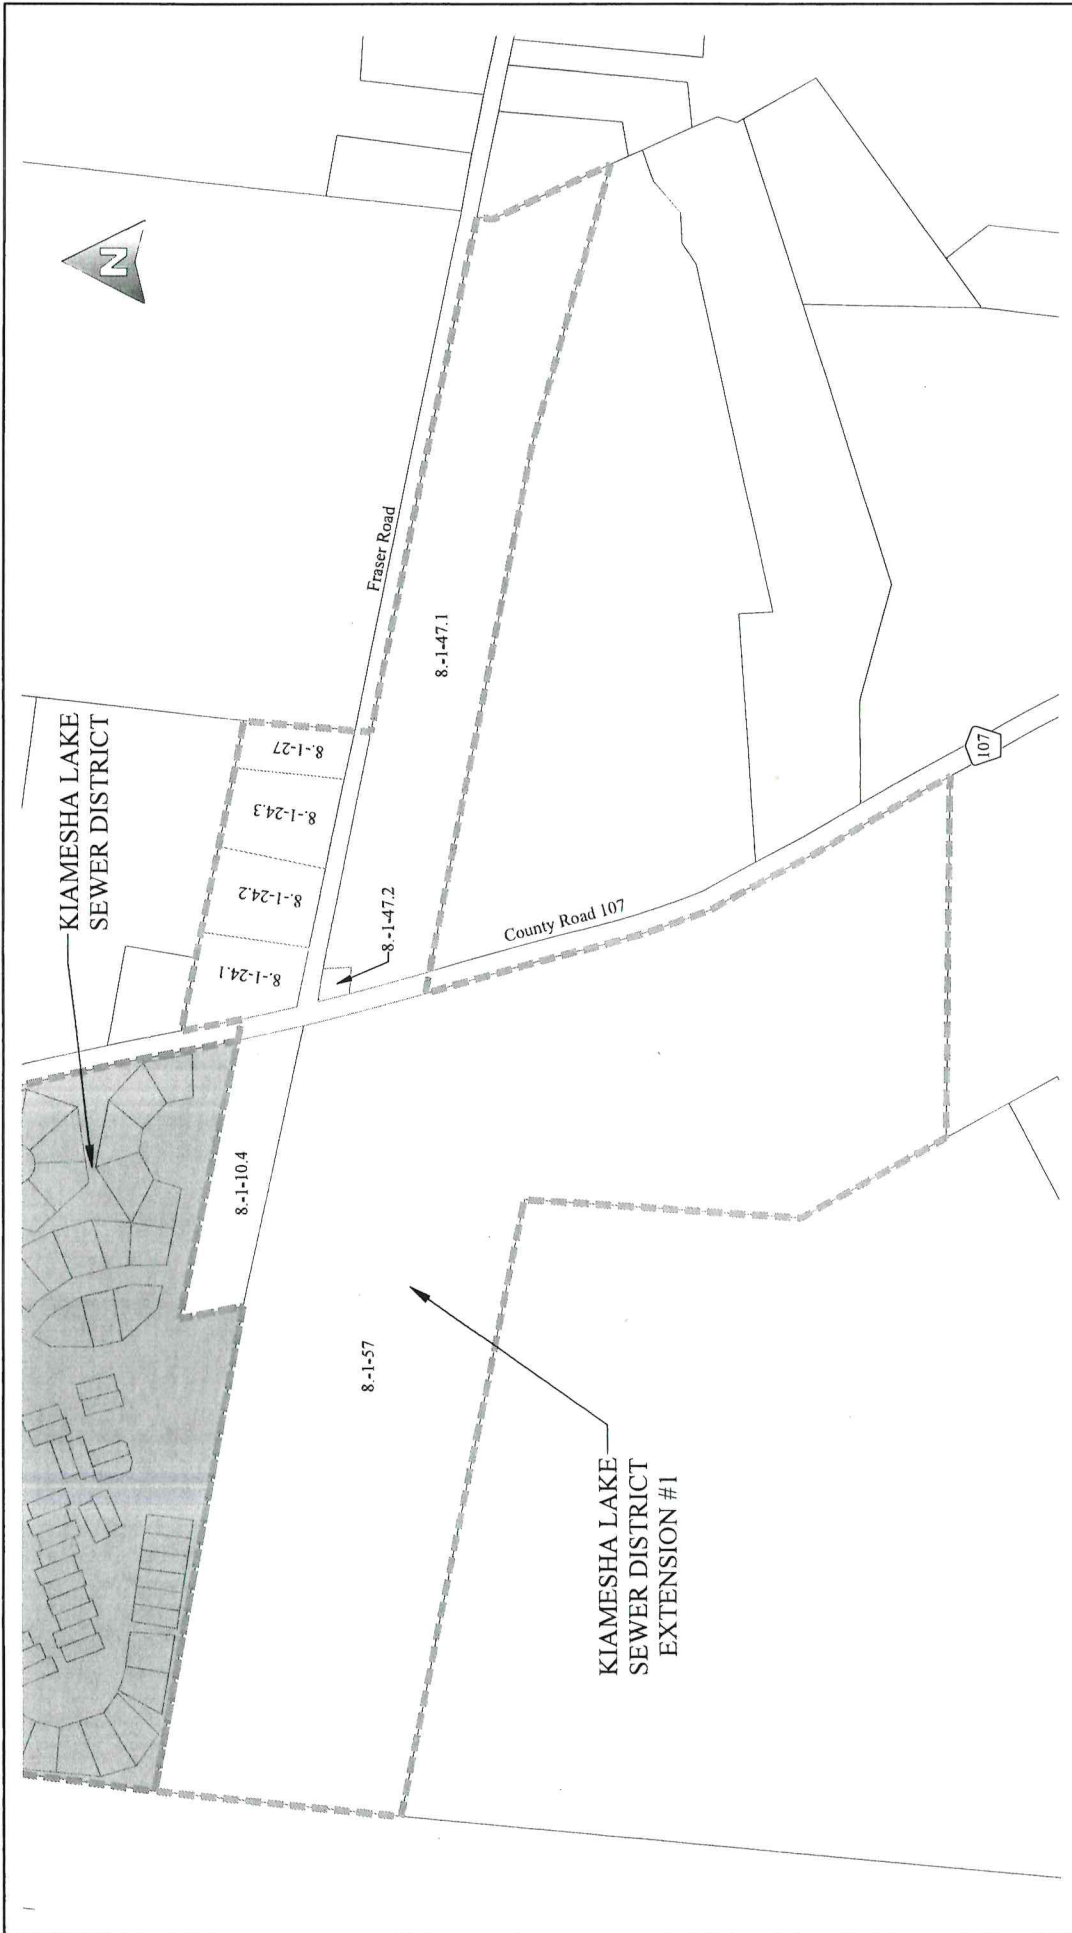 N
KIAMESHA LAKE
SEWER DISTRICT
Fraser Road
8.-1-27
8.-1-24.3
8.-1-24.2
8.-1-24.1
8.-1-47.1
8.-1-47.2
County Road 107
107
8.-1-10.4
8.-1-57
KIAMESHA LAKE
SEWER DISTRICT
EXTENSION #1